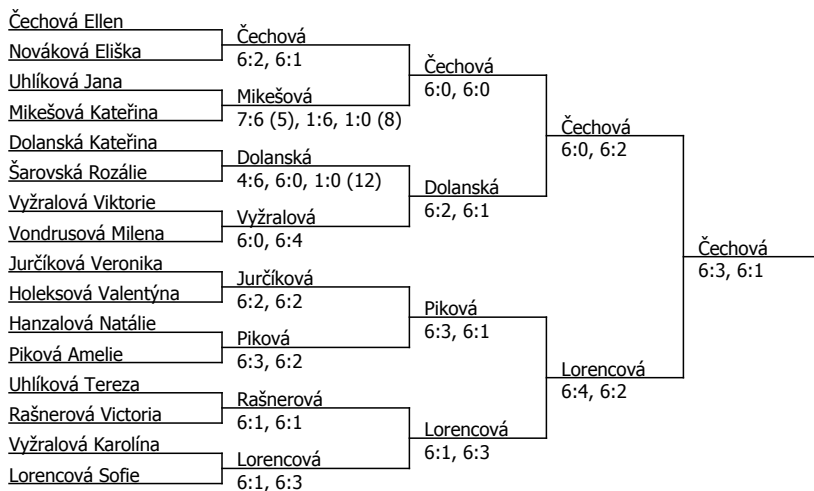 Čechová Ellen
Nováková Eliška
Uhlíková Jana
Mikešová Kateřina
Dolanská Kateřina
Šarovská Rozálie
Vyžralová Viktorie
Vondrusová Milena
Jurčíková Veronika
Holeksová Valentýna
Hanzalová Natálie
Piková Amelie
Uhlíková Tereza
Rašnerová Victoria
Vyžralová Karolína
Lorencová Sofie
Čechová
6:2, 6:1
Mikešová
7:6 (5), 1:6, 1:0 (8)
Dolanská
4:6, 6:0, 1:0 (12)
Vyžralová
6:0, 6:4
Jurčíková
6:2, 6:2
Piková
6:3, 6:2
Rašnerová
6:1, 6:1
Lorencová
6:1, 6:3
Čechová
6:0, 6:0
Dolanská
6:2, 6:1
Piková
6:3, 6:1
Lorencová
6:1, 6:3
Čechová
6:0, 6:2
Lorencová
6:4, 6:2
Čechová
6:3, 6:1